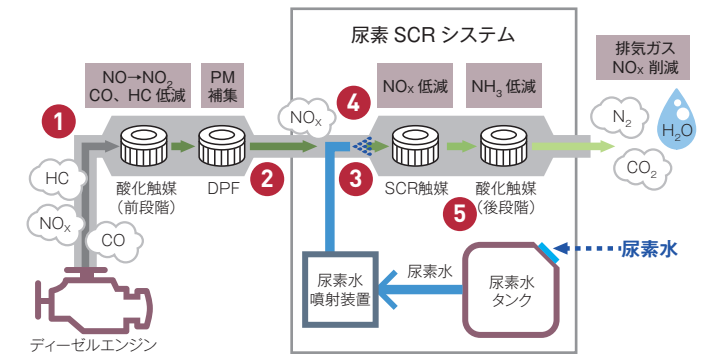 尿素 SCR システム
排気ガス
NOx 削減
NO→NO2
CO、HC 低減
PM
補集
NOx 低減
NH3 低減
1
4
NOx
N2
H2O
CO2
2
3
5
HC
NOx
CO
酸化触媒
(前段階)
DPF
SCR触媒
酸化触媒
(後段階)
尿素水
噴射装置
尿素水
尿素水
タンク
尿素水
ディーゼルエンジン